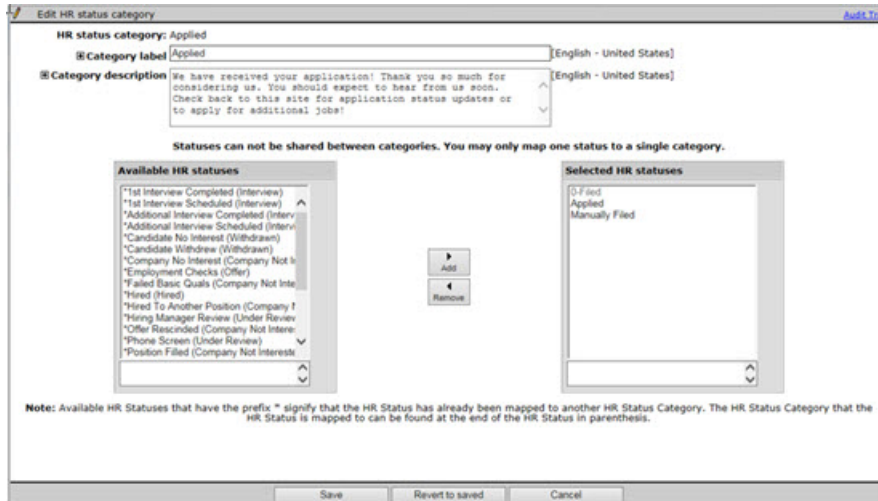 Edit HR status category
Audit Tr
HR status category: Applied
Category label Applied [English - United States]
Category description We have received your application! Thank you so much for [English - United States]
considering us. You should expect to hear from us soon.
Check back to this site for application status updates or
to apply for additional jobs!
Statuses can not be shared between categories. You may only map one status to a single category.
Available HR statuses
*1st Interview Completed (Interview)
*1st Interview Scheduled (Interview)
*Additional Interview Completed (Interv
*Additional Interview Scheduled (Intervi
*Candidate No Interest (Withdrawn)
*Candidate Withdrew (Withdrawn)
*Company No Interest (Company Not In
*Employment Checks (Offer)
*Failed Basic Quals (Company Not Inte
*Hired (Hired)
*Hired To Another Position (Company N
*Hiring Manager Review (Under Review
*Offer Rescinded (Company Not Interes
*Phone Screen (Under Review)
*Position Filled (Company Not Intereste
Add
Remove
Selected HR statuses
0-Filed
Applied
Manually Filed
Note: Available HR Statuses that have the prefix * signify that the HR Status has already been mapped to another HR Status Category. The HR Status Category that the
HR Status is mapped to can be found at the end of the HR Status in parenthesis.
Save Revert to saved Cancel